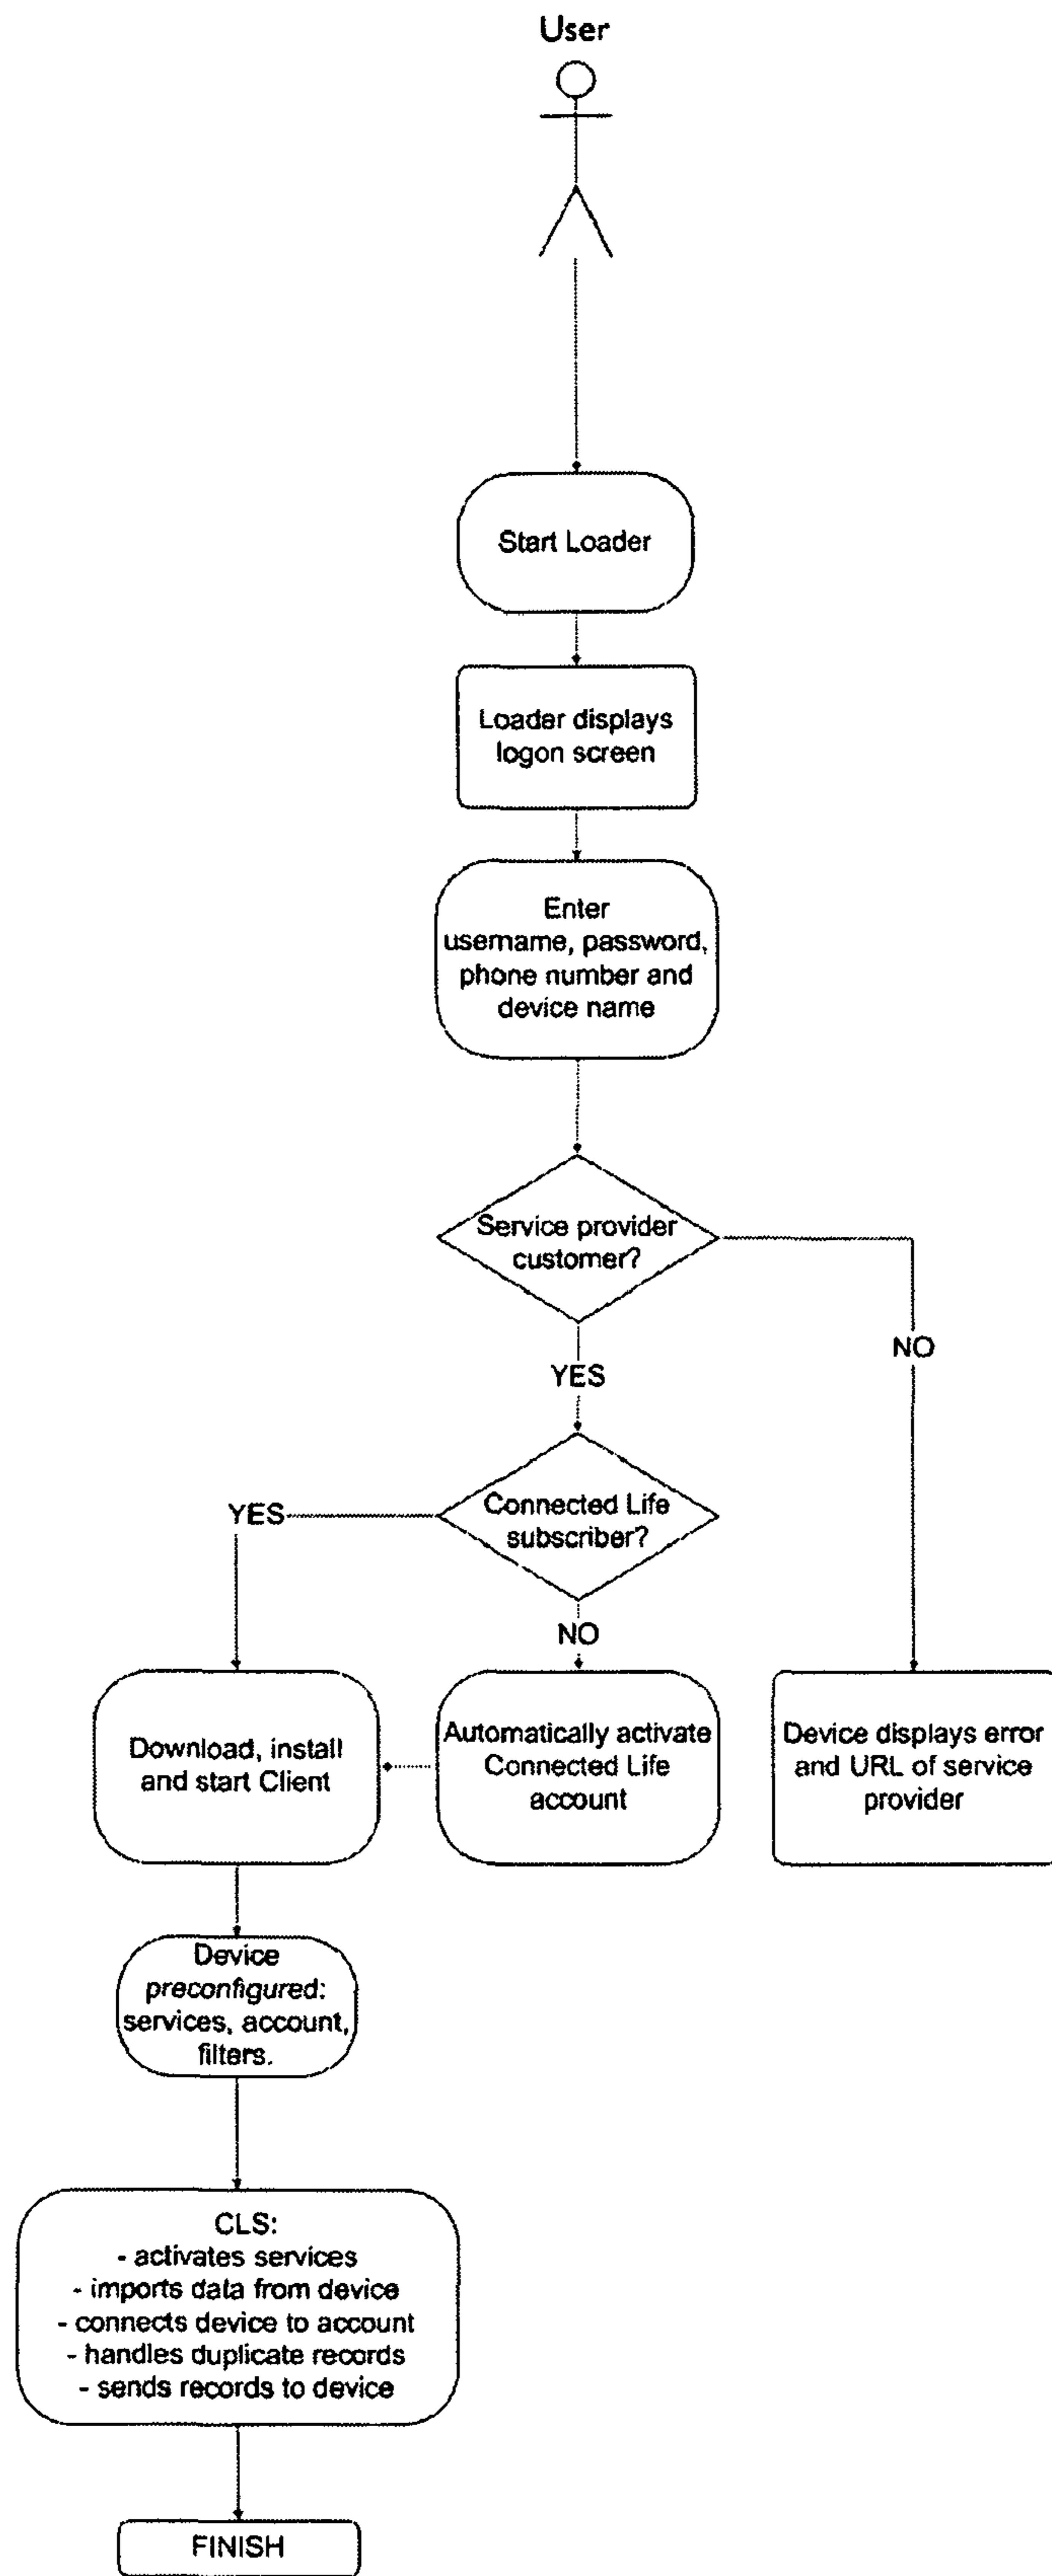 User
Start Loader
Loader displays
logon screen
Enter
username, password,
phone number and
device name
Service provider
customer?
NO
YES
Connected Life
subscriber?
YES
NO
Download, install
and start Client
Automatically activate
Connected Life
account
Device displays error
and URL of service
provider
Device
preconfigured:
services, account,
filters.
CLS:
- activates services
- imports data from device
- connects device to account
- handles duplicate records
- sends records to device
FINISH